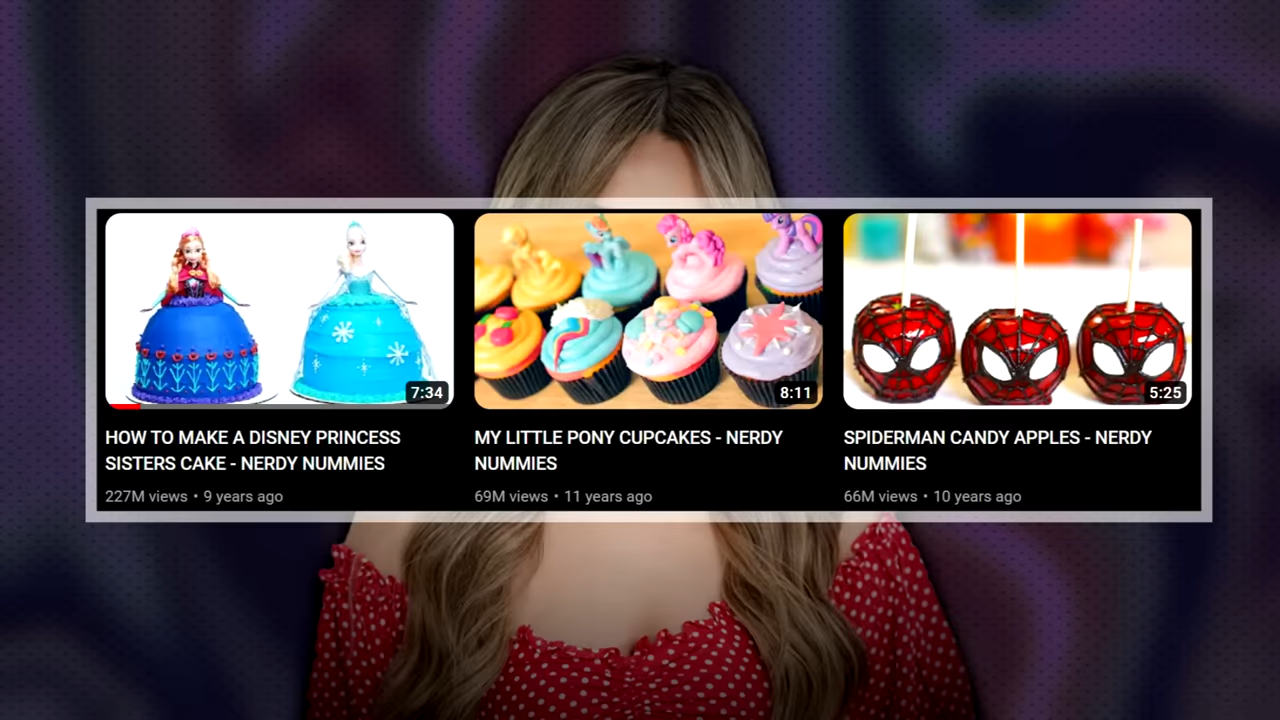 7:34
8:11
5:25
HOW TO MAKE A DISNEY PRINCESS
SISTERS CAKE - NERDY NUMMIES
227M views • 9 years ago
MY LITTLE PONY CUPCAKES - NERDY
NUMMIES
69M views • 11 years ago
SPIDERMAN CANDY APPLES - NERDY
NUMMIES
66M views • 10 years ago